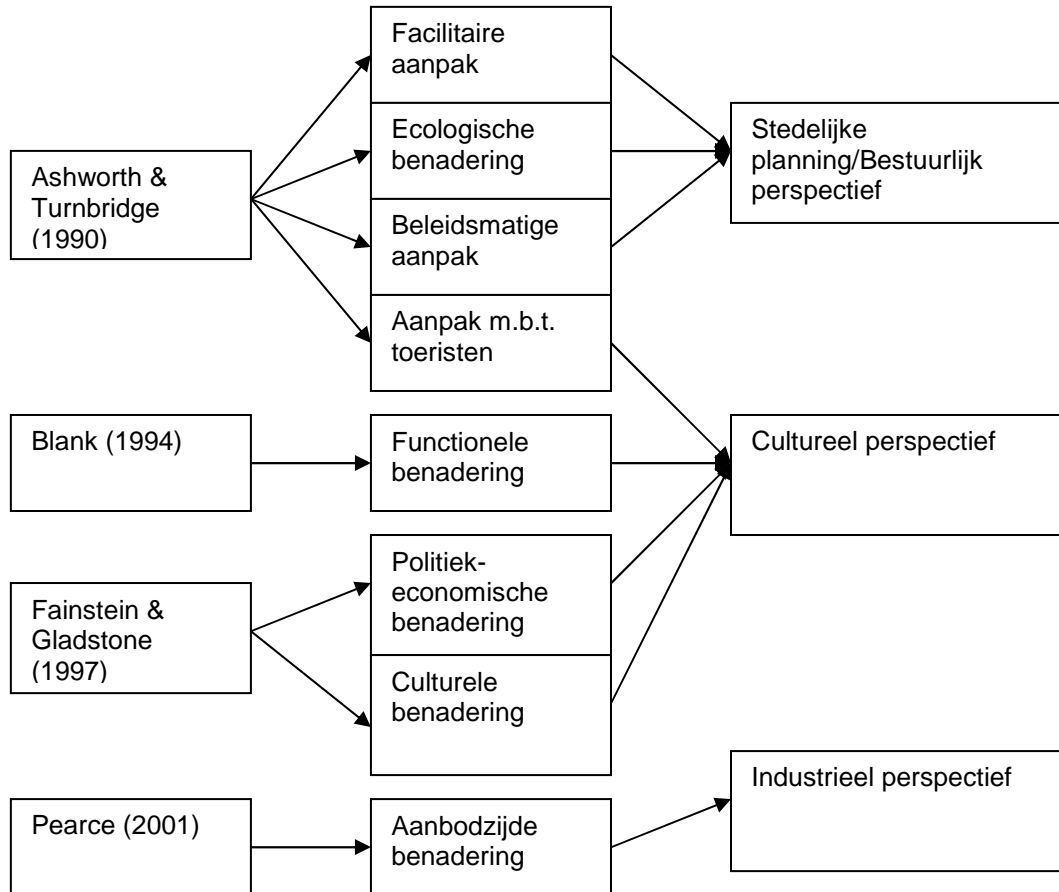 Facilitaire
aanpak
Ecologische
benadering
Stedelijke
planning/Bestuurlijk
perspectief
Ashworth &
Turnbridge
(1990)
Beleidsmatige
aanpak
Aanpak m.b.t.
toeristen
Blank (1994)
Functionele
benadering
Cultureel perspectief
Politiek-
economische
benadering
Fainstein &
Gladstone
(1997)
Culturele
benadering
Industrieel perspectief
Pearce (2001)
Aanbodzijde
benadering